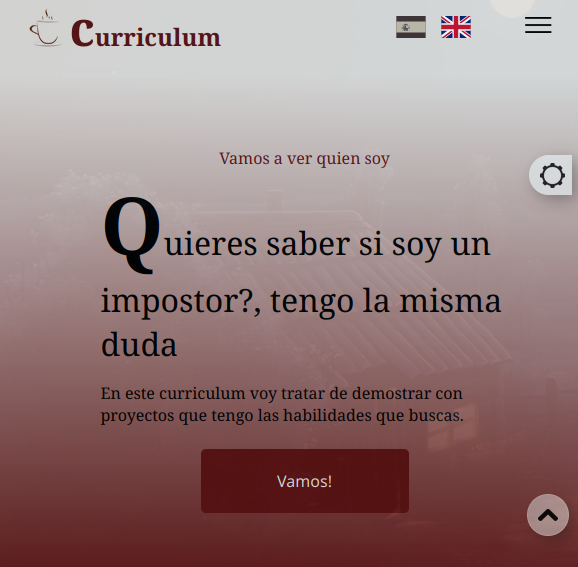 Curriculum
Vamos a ver quien soy
Quieres saber si soy un
impostor?, tengo la misma
duda
En este curriculum voy tratar de demostrar con
proyectos que tengo las habilidades que buscas.
Vamos!